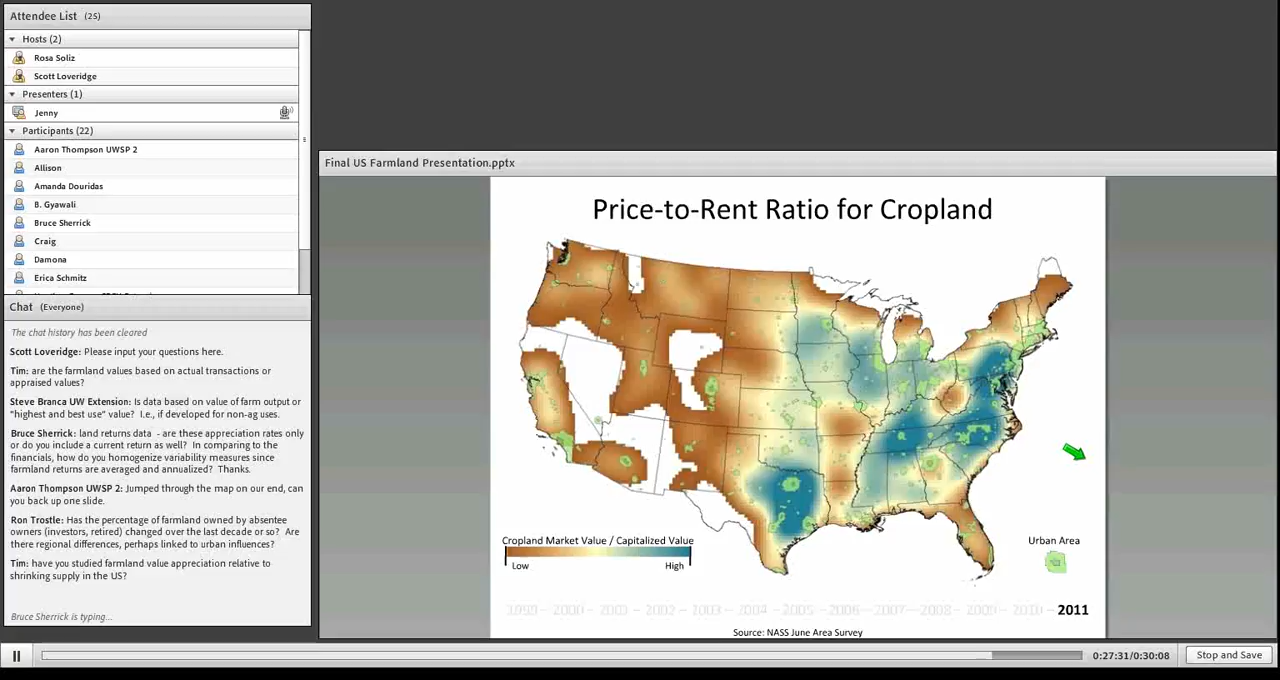 Attendee List (25)
Hosts (2)
Rosa Soliz
Scott Loveridge
Presenters (1)
Jenny
Participants (22)
Aaron Thompson UWSP 2
Allison
Amanda Douridas
B. Gyawali
Bruce Sherrick
Craig
Damona
Erica Schmitz
Chat (Everyone)
The chat history has been cleared
Scott Loveridge: Please input your questions here.
Tim: are the farmland values based on actual transactions or
appraised values?
Steve Branca UW Extension: Is data based on value of farm output or
"highest and best use" value? I.e., if developed for non-ag uses.
Bruce Sherrick: land returns data - are these appreciation rates only
or do you include a current return as well? In comparing to the
financials, how do you homogenize variability measures since
farmland returns are averaged and annualized? Thanks.
Aaron Thompson UWSP 2: Jumped through the map on our end, can
you back up one slide.
Ron Trostle: Has the percentage of farmland owned by absentee
owners (investors, retired) changed over the last decade or so? Are
there regional differences, perhaps linked to urban influences?
Tim: have you studied farmland value appreciation relative to
shrinking supply in the US?
Bruce Sherrick is typing...
Final US Farmland Presentation.pptx
Price-to-Rent Ratio for Cropland
Cropland Market Value / Capitalized Value
Low High
Urban Area
1999 - 2000 - 2001 - 2002 - 2003 - 2004 - 2005 - 2006 - 2007 - 2008 - 2009 - 2010 - 2011
Source: NASS June Area Survey
0:27:31/0:30:08
Stop and Save